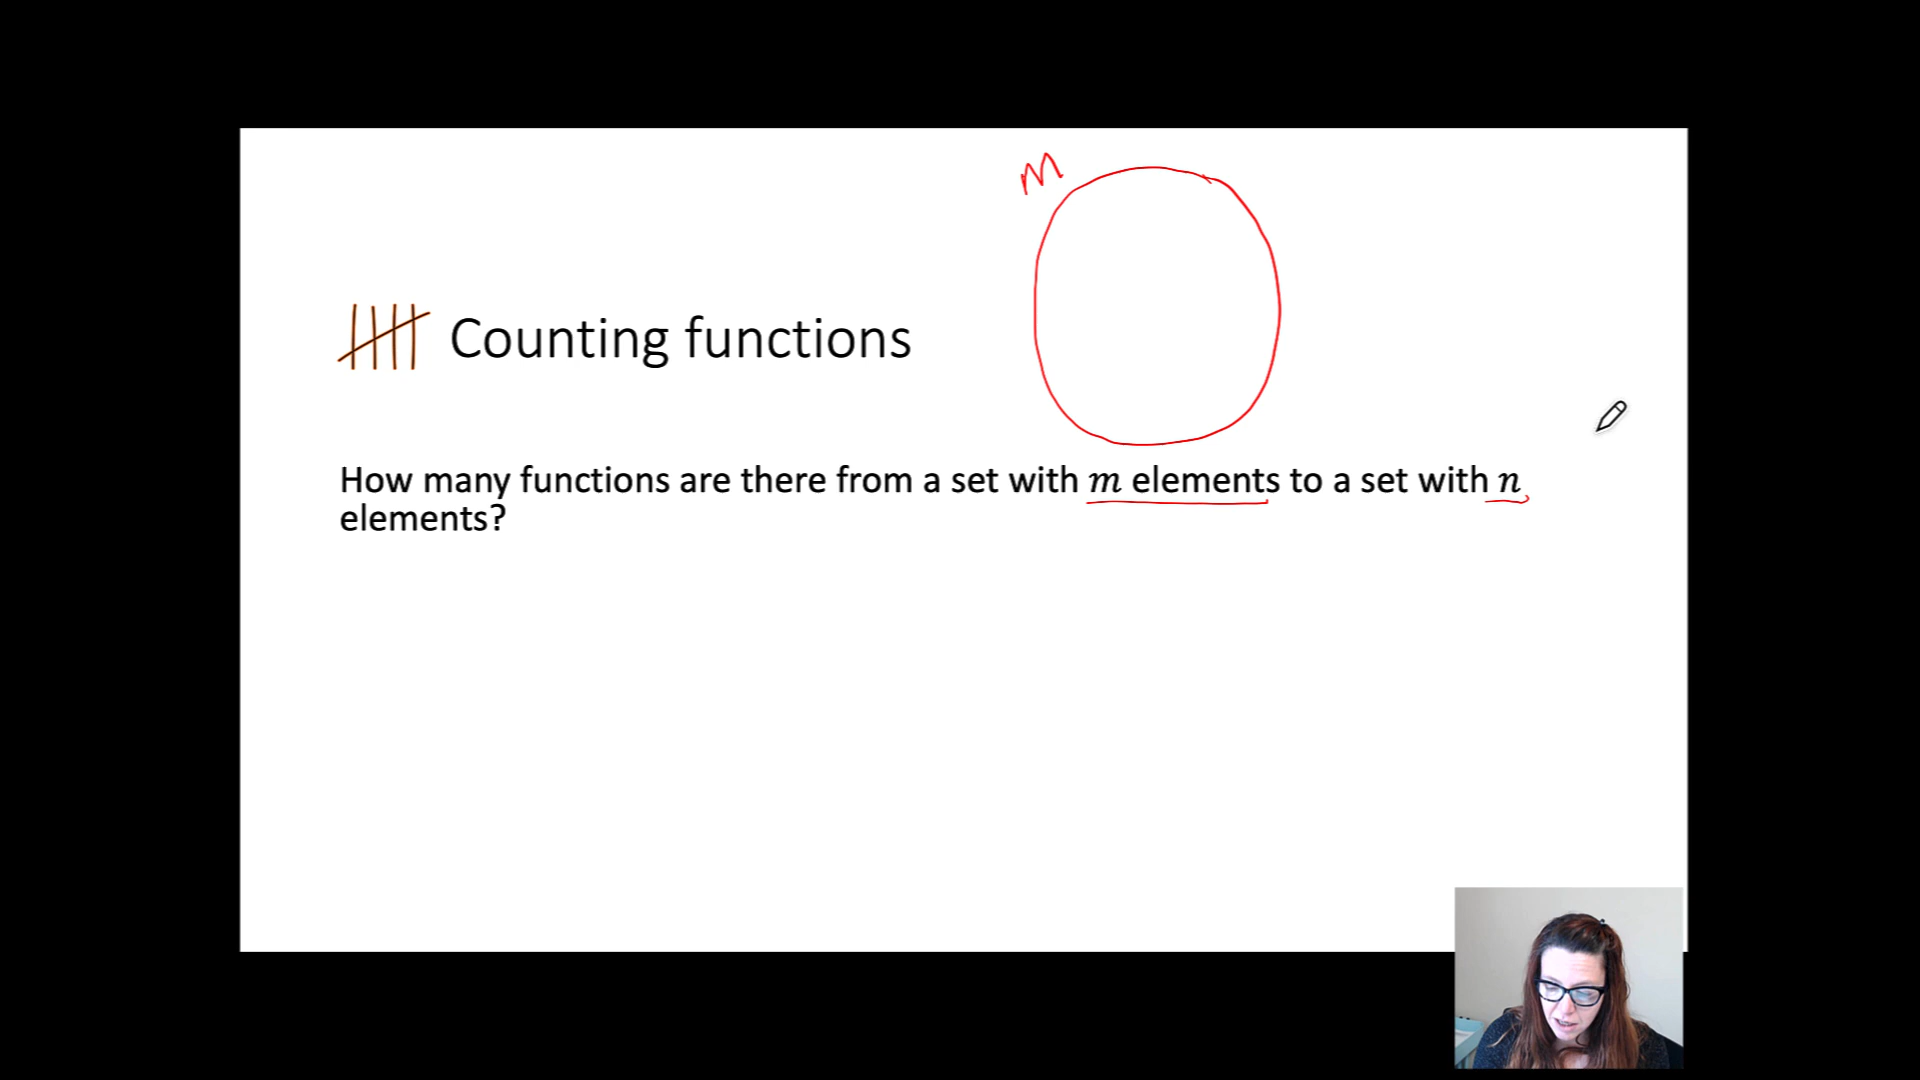 m
Counting functions
How many functions are there from a set with m elements to a set with n
elements?